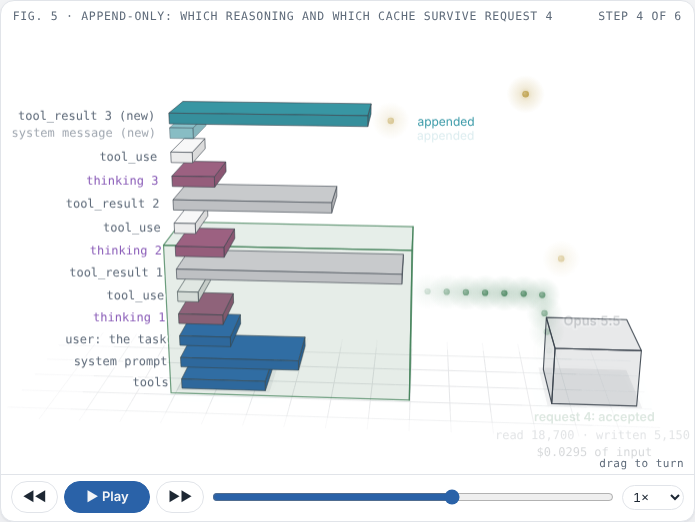 FIG. 5 · APPEND-ONLY: WHICH REASONING AND WHICH CACHE SURVIVE REQUEST 4
STEP 4 OF 6
tool_result 3 (new)
appended
system message (new)
appended
tool_use
thinking 3
tool_result 2
tool_use
thinking 2
tool_result 1
tool_use
thinking 1
Opus 5:5
user: the task
system prompt
tools
request 4: accepted
read 18,700 · written 5,150
$0.0295 of input
drag to turn
Play
1×